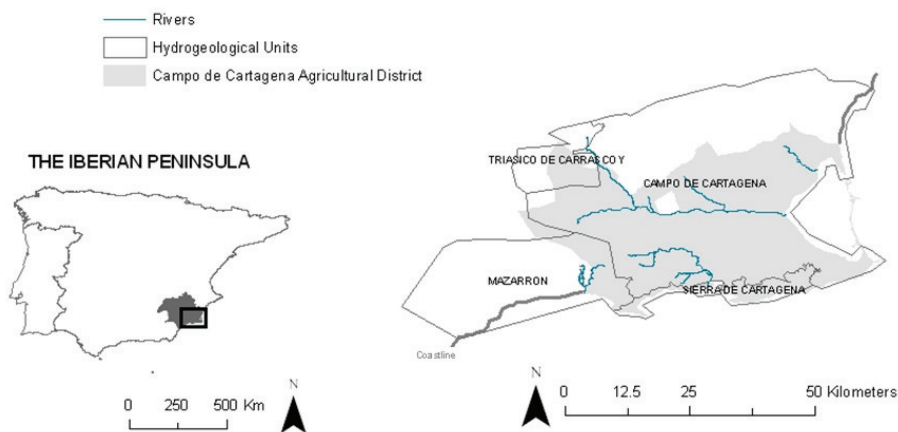 Rivers
Hydrogeological Units
Campo de Cartagena Agricultural District
THE IBERIAN PENINSULA
TRIASICO DE CARRASCOY
CAMPO DE CARTAGENA
MAZARRON
SIERRA DE CARTAGENA
Coastline
N
0 250 500 Km
N
0 12.5 25 50 Kilometers